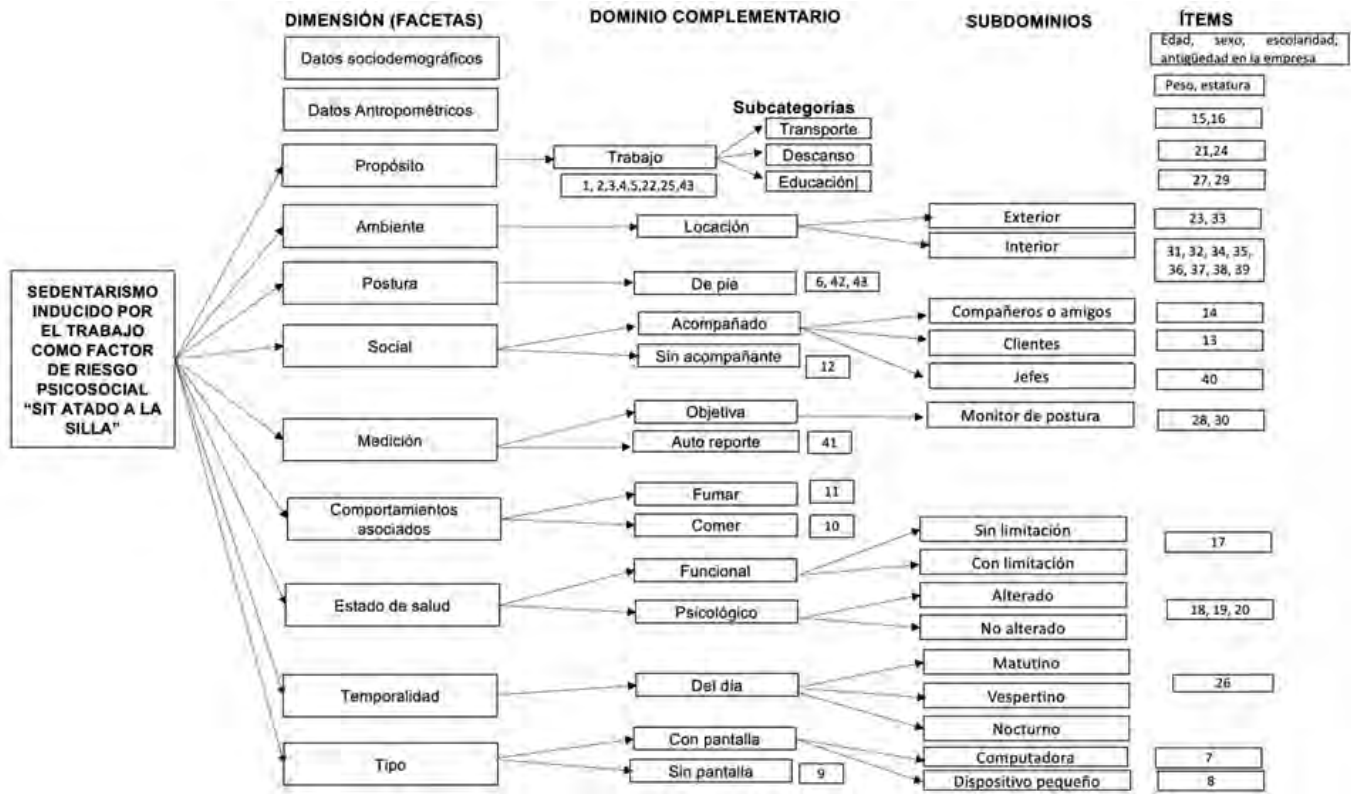 DIMENSIÓN (FACETAS)
DOMINIO COMPLEMENTARIO
SUBDOMINIOS
ÍTEMS
Datos sociodemográficos
Edad, sexo, escolaridad,
antigüedad en la empresa
Datos Antropométricos
Peso, estatura
Subcategorías
Propósito
Trabajo
1, 2,3,4,5,22,25,43
Transporte
15,16
Descanso
21,24
Educación|
27, 29
Ambiente
Locación
Exterior
23, 33
Interior
31, 32, 34, 35,
36, 37, 38, 39
SEDENTARISMO
INDUCIDO POR
EL TRABAJO
COMO FACTOR
DE RIESGO
PSICOSOCIAL
“SIT ATADO A LA
SILLA”
Postura
De pie
6, 42, 43
Social
Acompañado
Compañeros o amigos
14
Clientes
13
Jefes
40
Sin acompañante
12
Medición
Objetiva
Monitor de postura
28, 30
Auto reporte
41
Comportamientos
asociados
Fumar
11
Comer
10
Estado de salud
Funcional
Sin limitación
Con limitación
17
Psicológico
Alterado
No alterado
18, 19, 20
Temporalidad
Del día
Matutino
Vespertino
Nocturno
26
Tipo
Con pantalla
Computadora
7
Dispositivo pequeño
8
Sin pantalla
9